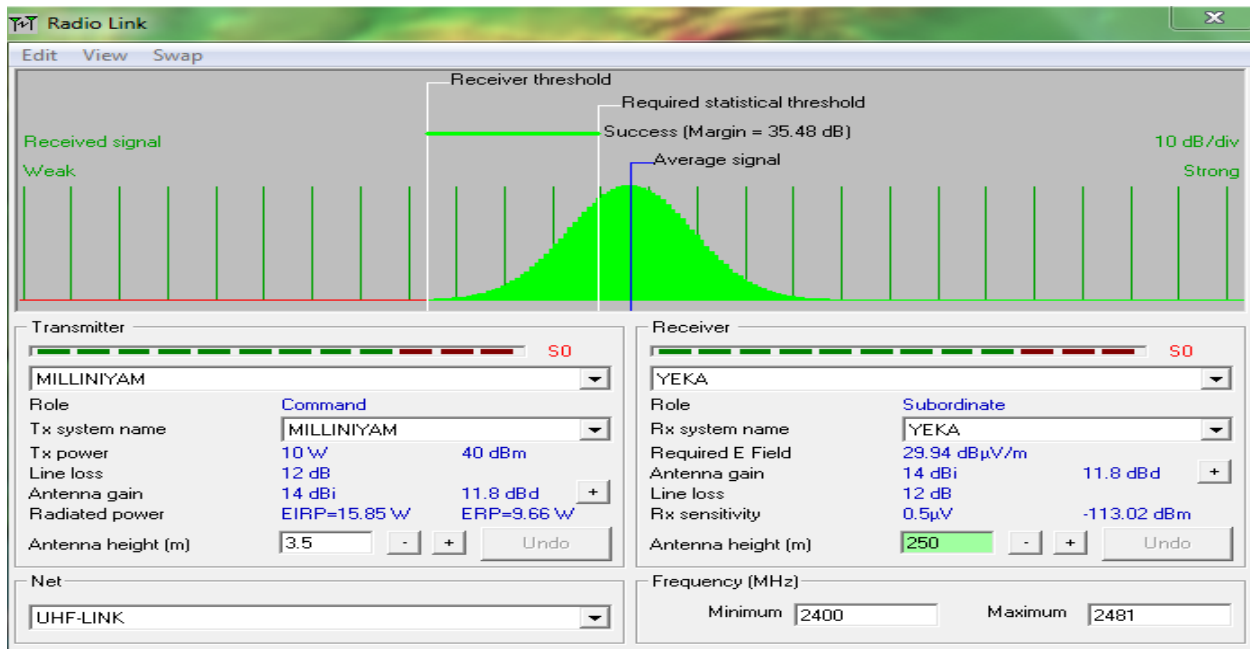 Radio Link
Edit View Swap
Receiver threshold
Required statistical threshold
Success (Margin = 35.48 dB)
Received signal
10 dB/div
Average signal
Weak
Strong
Transmitter
S0
MILLINIYAM
Role Command
Tx system name MILLINIYAM
Tx power 10 W 40 dBm
Line loss 12 dB
Antenna gain 14 dBi 11.8 dBd +
Radiated power EIRP=15.85 W ERP=9.66 W
Antenna height (m) 3.5 - + Undo
Net
UHF-LINK
Receiver
S0
YEKA
Role Subordinate
Rx system name YEKA
Required E Field 29.94 dBµV/m
Antenna gain 14 dBi 11.8 dBd +
Line loss 12 dB
Rx sensitivity 0.5µV -113.02 dBm
Antenna height (m) 250 - + Undo
Frequency (MHz)
Minimum 2400 Maximum 2481